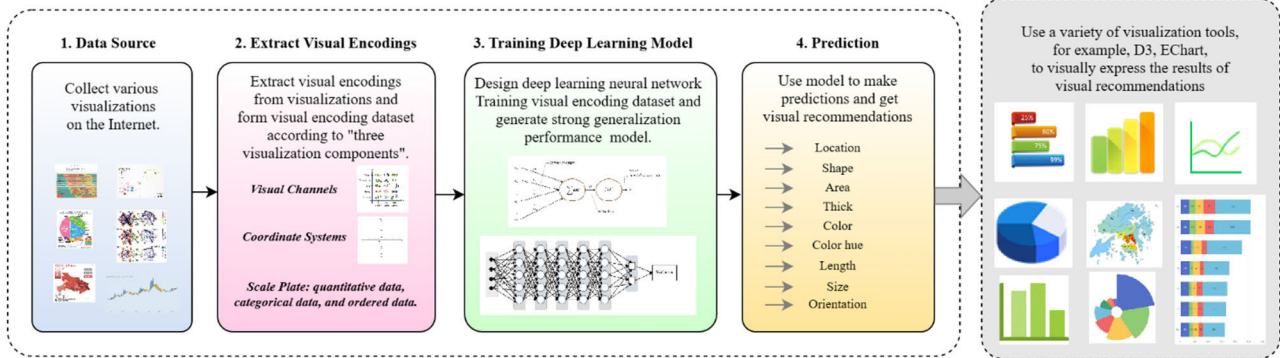 1. Data Source
Collect various
visualizations
on the Internet.
2. Extract Visual Encodings
Extract visual encodings
from visualizations and
form visual encoding dataset
according to "three
visualization components".
Visual Channels
Coordinate Systems
Scale Plate: quantitative data,
categorical data, and ordered data.
3. Training Deep Learning Model
Design deep learning neural network
Training visual encoding dataset and
generate strong generalization
performance model.
4. Prediction
Use model to make
predictions and get
visual recommendations
Location
Shape
Area
Thick
Color
Color hue
Length
Size
Orientation
Use a variety of visualization tools,
for example, D3, EChart,
to visually express the results of
visual recommendations
25%
75%
99%